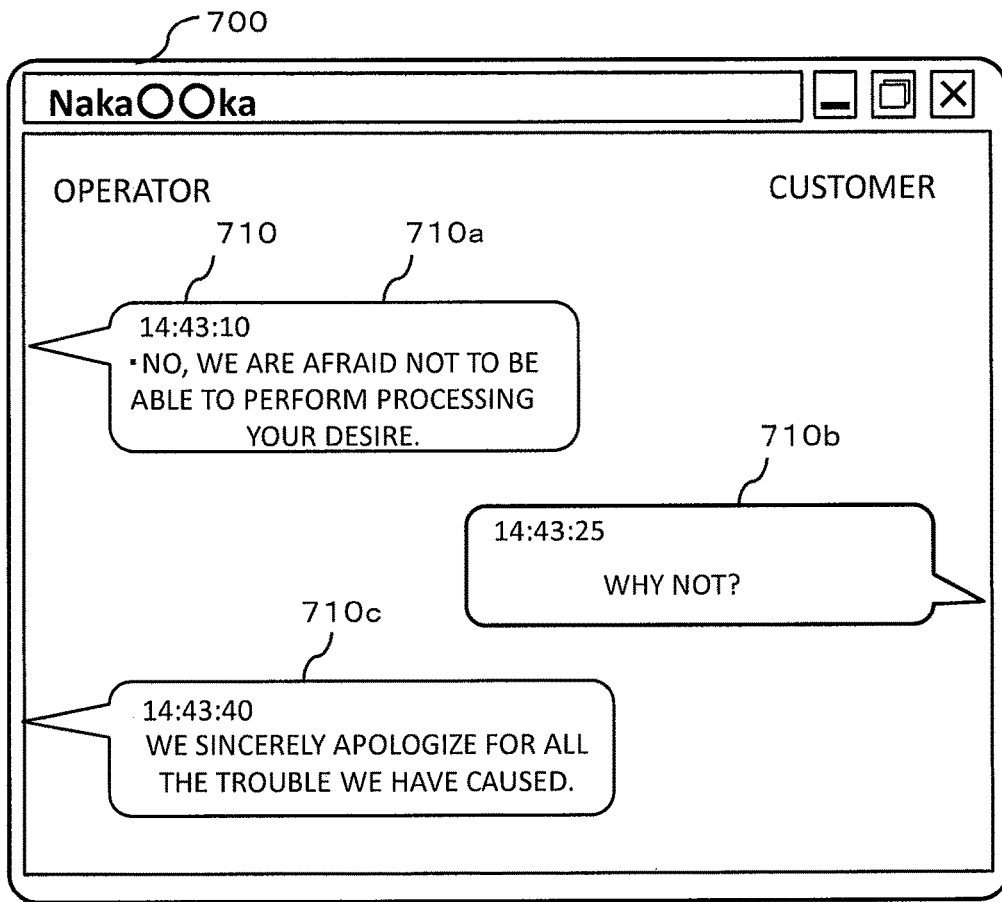 700
Naka○○ka
OPERATOR
CUSTOMER
710
710a
14:43:10
·NO, WE ARE AFRAID NOT TO BE
ABLE TO PERFORM PROCESSING
YOUR DESIRE.
710b
14:43:25
WHY NOT?
710c
14:43:40
WE SINCERELY APOLOGIZE FOR ALL
THE TROUBLE WE HAVE CAUSED.